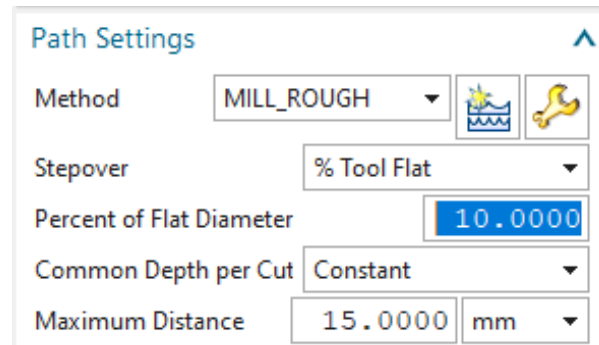 Path Settings
Method MILL_ROUGH
Stepover % Tool Flat
Percent of Flat Diameter 10.0000
Common Depth per Cut Constant
Maximum Distance 15.0000 mm